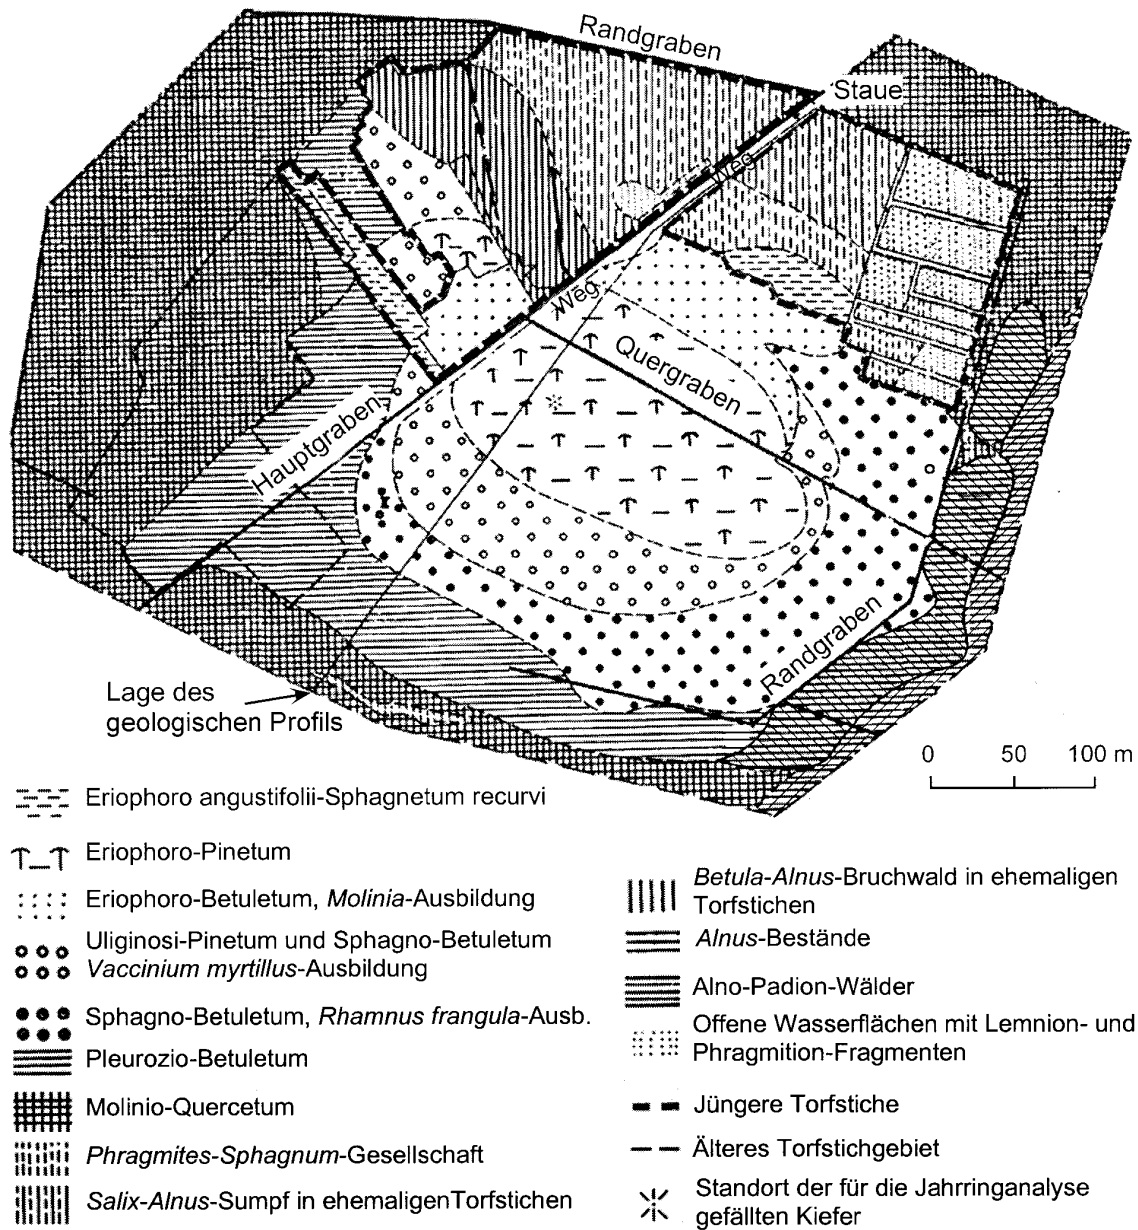 Randgraben
Staue
Weg
Weg
Quergraben
Hauptgraben
Randgraben
Lage des
geologischen Profils
0 50 100 m
Eriophoro angustifolii-Sphagnetum recurvi
Eriophoro-Pinetum
Eriophoro-Betuletum, Molinia-Ausbildung
Uliginosi-Pinetum und Sphagno-Betuletum
Vaccinium myrtillus-Ausbildung
Sphagno-Betuletum, Rhamnus frangula-Ausb.
Pleurozio-Betuletum
Molinio-Quercetum
Phragmites-Sphagnum-Gesellschaft
Salix-Alnus-Sumpf in ehemaligenTorfstichen
Betula-Alnus-Bruchwald in ehemaligen
Torfstichen
Alnus-Bestände
Alno-Padion-Wälder
Offene Wasserflächen mit Lemnion- und
Phragmition-Fragmenten
Jüngere Torfstiche
Älteres Torfstichgebiet
Standort der für die Jahrringanalyse
gefällten Kiefer